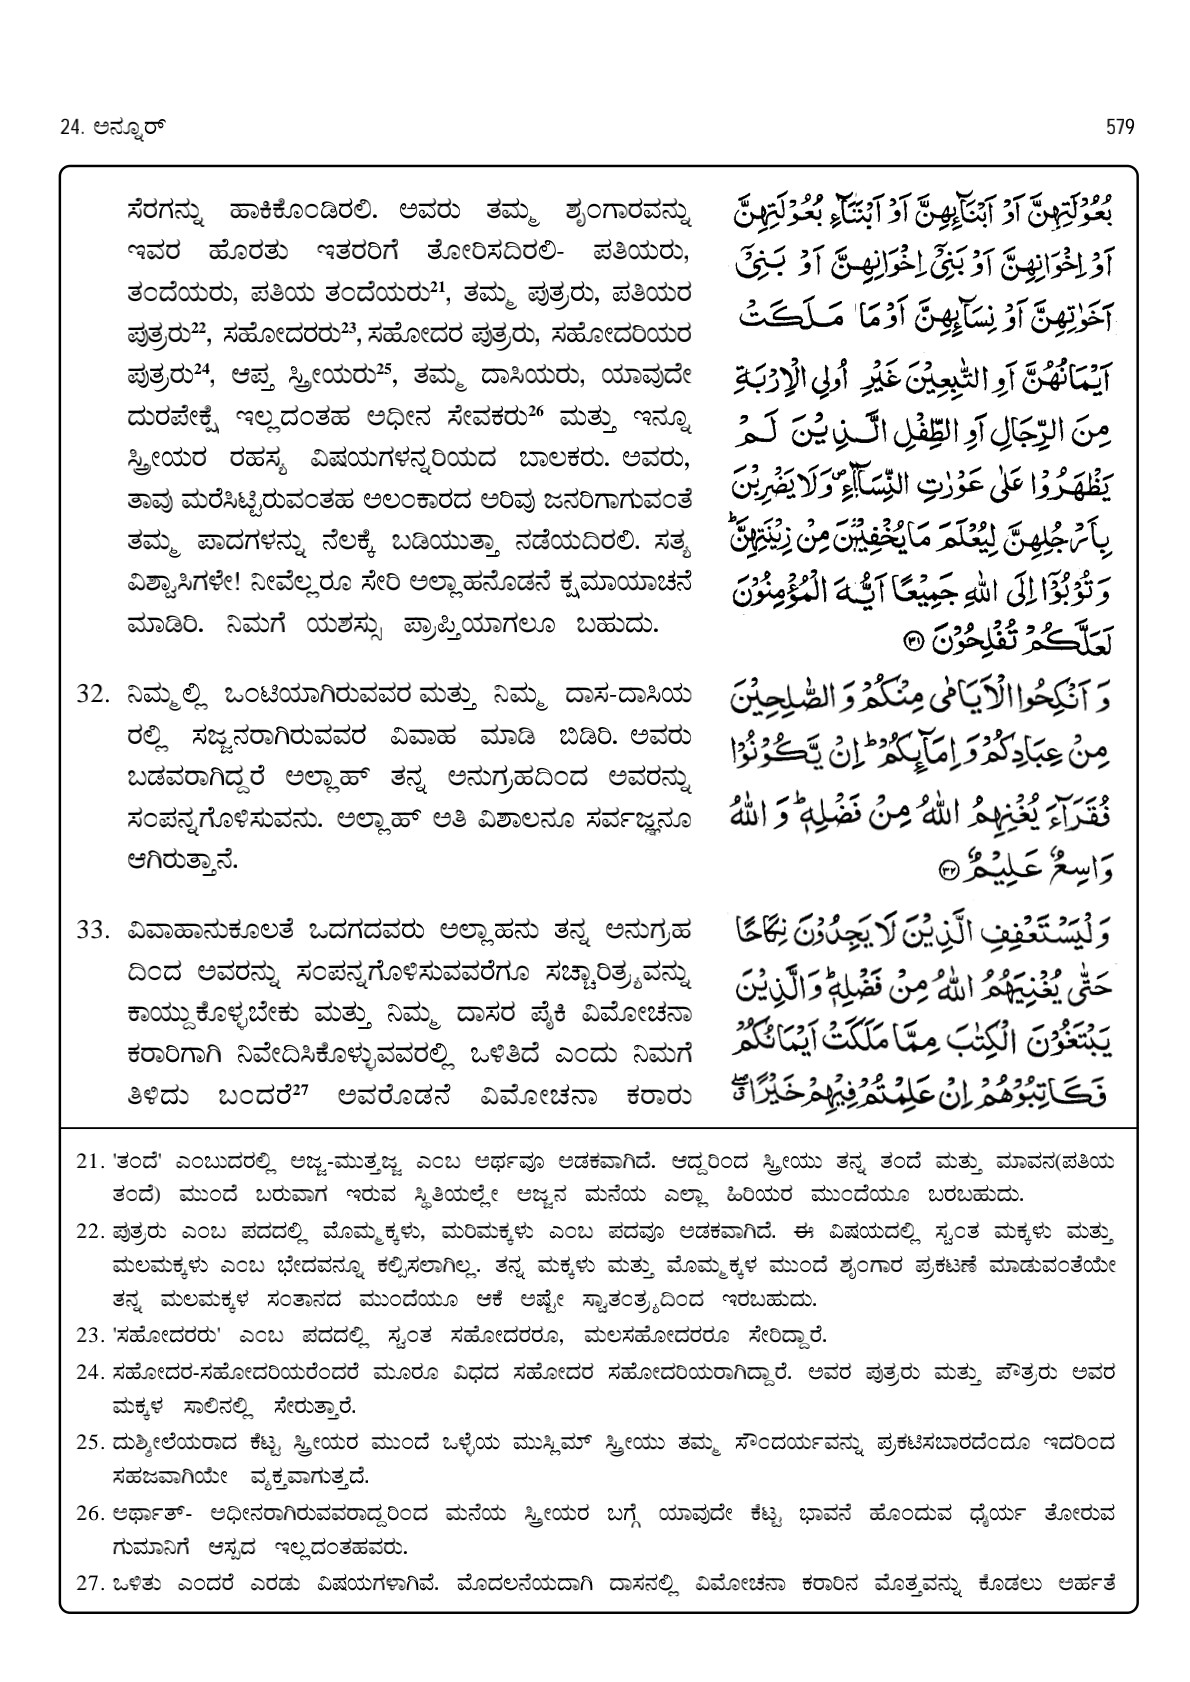 24. ಅನ್ನೂರ್
579
ಸೆರಗನ್ನು ಹಾಕಿಕೊಂಡಿರಲಿ. ಅವರು ತಮ್ಮ ಶೃಂಗಾರವನ್ನು
ಇವರ ಹೊರತು ಇತರರಿಗೆ ತೋರಿಸದಿರಲಿ- ಪತಿಯರು,
ತಂದೆಯರು, ಪತಿಯ ತಂದೆಯರು²¹, ತಮ್ಮ ಪುತ್ರರು, ಪತಿಯರ
ಪುತ್ರರು²², ಸಹೋದರರು²³, ಸಹೋದರ ಪುತ್ರರು, ಸಹೋದರಿಯರ
ಪುತ್ರರು²⁴, ಆಪ್ತ ಸ್ತ್ರೀಯರು²⁵, ತಮ್ಮ ದಾಸಿಯರು, ಯಾವುದೇ
ದುರಪೇಕ್ಷೆ ಇಲ್ಲದಂತಹ ಅಧೀನ ಸೇವಕರು²⁶ ಮತ್ತು ಇನ್ನೂ
ಸ್ತ್ರೀಯರ ರಹಸ್ಯ ವಿಷಯಗಳನ್ನರಿಯದ ಬಾಲಕರು. ಅವರು,
ತಾವು ಮರೆಸಿಟ್ಟಿರುವಂತಹ ಅಲಂಕಾರದ ಅರಿವು ಜನರಿಗಾಗುವಂತೆ
ತಮ್ಮ ಪಾದಗಳನ್ನು ನೆಲಕ್ಕೆ ಬಡಿಯುತ್ತಾ ನಡೆಯದಿರಲಿ. ಸತ್ಯ
ವಿಶ್ವಾಸಿಗಳೇ! ನೀವೆಲ್ಲರೂ ಸೇರಿ ಅಲ್ಲಾಹನೊಡನೆ ಕ್ಷಮಾಯಾಚನೆ
ಮಾಡಿರಿ. ನಿಮಗೆ ಯಶಸ್ಸು ಪ್ರಾಪ್ತಿಯಾಗಲೂ ಬಹುದು.
بُعُوْلَتِهِنَّ اَوْ اَبْنَآئِهِنَّ اَوْ اَبْنَآءِ بُعُوْلَتِهِنَّ
اَوْ اِخْوَانِهِنَّ اَوْ بَنِيْٓ اِخْوَانِهِنَّ اَوْ بَنِيْٓ
اَخَوٰتِهِنَّ اَوْ نِسَآئِهِنَّ اَوْ مَا مَلَكَتْ
اَيْمَانُهُنَّ اَوِ التّٰبِعِيْنَ غَيْرِ اُولِي الْاِرْبَةِ
مِنَ الرِّجَالِ اَوِ الطِّفْلِ الَّذِيْنَ لَمْ
يَظْهَرُوْا عَلٰى عَوْرٰتِ النِّسَآءِ ۪ وَلَا يَضْرِبْنَ
بِاَرْجُلِهِنَّ لِيُعْلَمَ مَا يُخْفِيْنَ مِنْ زِيْنَتِهِنَّ ؕ
وَتُوْبُوْٓا اِلَى اللّٰهِ جَمِيْعًا اَيُّهَ الْمُؤْمِنُوْنَ
لَعَلَّكُمْ تُفْلِحُوْنَ ۳۱
32. ನಿಮ್ಮಲ್ಲಿ ಒಂಟಿಯಾಗಿರುವವರ ಮತ್ತು ನಿಮ್ಮ ದಾಸ-ದಾಸಿಯ
ರಲ್ಲಿ ಸಜ್ಜನರಾಗಿರುವವರ ವಿವಾಹ ಮಾಡಿ ಬಿಡಿರಿ. ಅವರು
ಬಡವರಾಗಿದ್ದರೆ ಅಲ್ಲಾಹ್ ತನ್ನ ಅನುಗ್ರಹದಿಂದ ಅವರನ್ನು
ಸಂಪನ್ನಗೊಳಿಸುವನು. ಅಲ್ಲಾಹ್ ಅತಿ ವಿಶಾಲನೂ ಸರ್ವಜ್ಞನೂ
ಆಗಿರುತ್ತಾನೆ.
وَاَنْكِحُوا الْاَيَامٰى مِنْكُمْ وَالصّٰلِحِيْنَ
مِنْ عِبَادِكُمْ وَاِمَآئِكُمْ ؕ اِنْ يَّكُوْنُوْا
فُقَرَآءَ يُغْنِهِمُ اللّٰهُ مِنْ فَضْلِهٖ ؕ وَاللّٰهُ
وَاسِعٌ عَلِيْمٌ ۳۲
33. ವಿವಾಹಾನುಕೂಲತೆ ಒದಗದವರು ಅಲ್ಲಾಹನು ತನ್ನ ಅನುಗ್ರಹ
ದಿಂದ ಅವರನ್ನು ಸಂಪನ್ನಗೊಳಿಸುವವರೆಗೂ ಸಚ್ಚಾರಿತ್ರ್ಯವನ್ನು
ಕಾಯ್ದುಕೊಳ್ಳಬೇಕು ಮತ್ತು ನಿಮ್ಮ ದಾಸರ ಪೈಕಿ ವಿಮೋಚನಾ
ಕರಾರಿಗಾಗಿ ನಿವೇದಿಸಿಕೊಳ್ಳುವವರಲ್ಲಿ ಒಳಿತಿದೆ ಎಂದು ನಿಮಗೆ
ತಿಳಿದು ಬಂದರೆ²⁷ ಅವರೊಡನೆ ವಿಮೋಚನಾ ಕರಾರು
وَلْيَسْتَعْفِفِ الَّذِيْنَ لَا يَجِدُوْنَ نِكَاحًا
حَتّٰى يُغْنِيَهُمُ اللّٰهُ مِنْ فَضْلِهٖ ؕ وَالَّذِيْنَ
يَبْتَغُوْنَ الْكِتٰبَ مِمَّا مَلَكَتْ اَيْمَانُكُمْ
فَكَاتِبُوْهُمْ اِنْ عَلِمْتُمْ فِيْهِمْ خَيْرًا ۖ
21. 'ತಂದೆ' ಎಂಬುದರಲ್ಲಿ ಅಜ್ಜ-ಮುತ್ತಜ್ಜ ಎಂಬ ಅರ್ಥವೂ ಅಡಕವಾಗಿದೆ. ಆದ್ದರಿಂದ ಸ್ತ್ರೀಯು ತನ್ನ ತಂದೆ ಮತ್ತು ಮಾವನ(ಪತಿಯ
ತಂದೆ) ಮುಂದೆ ಬರುವಾಗ ಇರುವ ಸ್ಥಿತಿಯಲ್ಲೇ ಅಜ್ಜನ ಮನೆಯ ಎಲ್ಲಾ ಹಿರಿಯರ ಮುಂದೆಯೂ ಬರಬಹುದು.
22. ಪುತ್ರರು ಎಂಬ ಪದದಲ್ಲಿ ಮೊಮ್ಮಕ್ಕಳು, ಮರಿಮಕ್ಕಳು ಎಂಬ ಪದವೂ ಅಡಕವಾಗಿದೆ. ಈ ವಿಷಯದಲ್ಲಿ ಸ್ವಂತ ಮಕ್ಕಳು ಮತ್ತು
ಮಲಮಕ್ಕಳು ಎಂಬ ಭೇದವನ್ನೂ ಕಲ್ಪಿಸಲಾಗಿಲ್ಲ. ತನ್ನ ಮಕ್ಕಳು ಮತ್ತು ಮೊಮ್ಮಕ್ಕಳ ಮುಂದೆ ಶೃಂಗಾರ ಪ್ರಕಟಣೆ ಮಾಡುವಂತೆಯೇ
ತನ್ನ ಮಲಮಕ್ಕಳ ಸಂತಾನದ ಮುಂದೆಯೂ ಆಕೆ ಅಷ್ಟೇ ಸ್ವಾತಂತ್ರ್ಯದಿಂದ ಇರಬಹುದು.
23. 'ಸಹೋದರರು' ಎಂಬ ಪದದಲ್ಲಿ ಸ್ವಂತ ಸಹೋದರರೂ, ಮಲಸಹೋದರರೂ ಸೇರಿದ್ದಾರೆ.
24. ಸಹೋದರ-ಸಹೋದರಿಯರೆಂದರೆ ಮೂರೂ ವಿಧದ ಸಹೋದರ ಸಹೋದರಿಯರಾಗಿದ್ದಾರೆ. ಅವರ ಪುತ್ರರು ಮತ್ತು ಪೌತ್ರರು ಅವರ
ಮಕ್ಕಳ ಸಾಲಿನಲ್ಲಿ ಸೇರುತ್ತಾರೆ.
25. ದುಶ್ಶೀಲೆಯರಾದ ಕೆಟ್ಟ ಸ್ತ್ರೀಯರ ಮುಂದೆ ಒಳ್ಳೆಯ ಮುಸ್ಲಿಮ್ ಸ್ತ್ರೀಯು ತಮ್ಮ ಸೌಂದರ್ಯವನ್ನು ಪ್ರಕಟಿಸಬಾರದೆಂದೂ ಇದರಿಂದ
ಸಹಜವಾಗಿಯೇ ವ್ಯಕ್ತವಾಗುತ್ತದೆ.
26. ಅರ್ಥಾತ್- ಅಧೀನರಾಗಿರುವವರಾದ್ದರಿಂದ ಮನೆಯ ಸ್ತ್ರೀಯರ ಬಗ್ಗೆ ಯಾವುದೇ ಕೆಟ್ಟ ಭಾವನೆ ಹೊಂದುವ ಧೈರ್ಯ ತೋರುವ
ಗುಮಾನಿಗೆ ಆಸ್ಪದ ಇಲ್ಲದಂತಹವರು.
27. ಒಳಿತು ಎಂದರೆ ಎರಡು ವಿಷಯಗಳಾಗಿವೆ. ಮೊದಲನೆಯದಾಗಿ ದಾಸನಲ್ಲಿ ವಿಮೋಚನಾ ಕರಾರಿನ ಮೊತ್ತವನ್ನು ಕೊಡಲು ಅರ್ಹತೆ